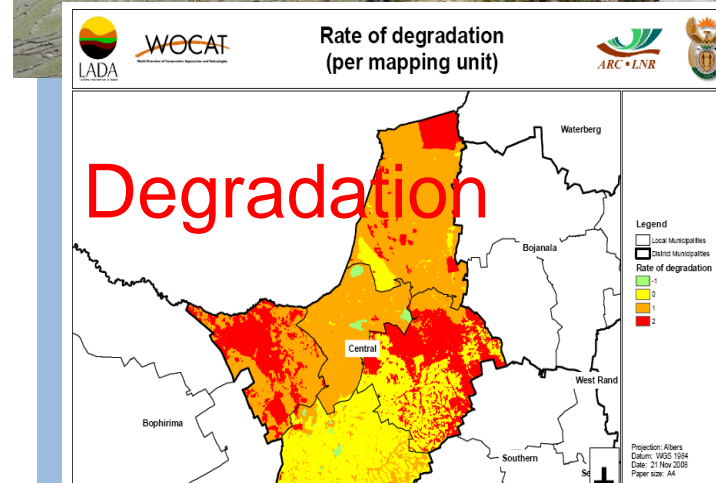 LADA
WOCAT
World Overview of Conservation Approaches and Technologies
Rate of degradation
(per mapping unit)
ARC • LNR
Degradation
Waterberg
Bojanala
Central
West Rand
Bophirima
Southern
Se
Legend
Local Municipalities
District Municipalities
Rate of degradation
-1
0
1
2
Projection: Albers
Datum: WGS 1984
Date: 21 Nov 2008
Paper size: A4